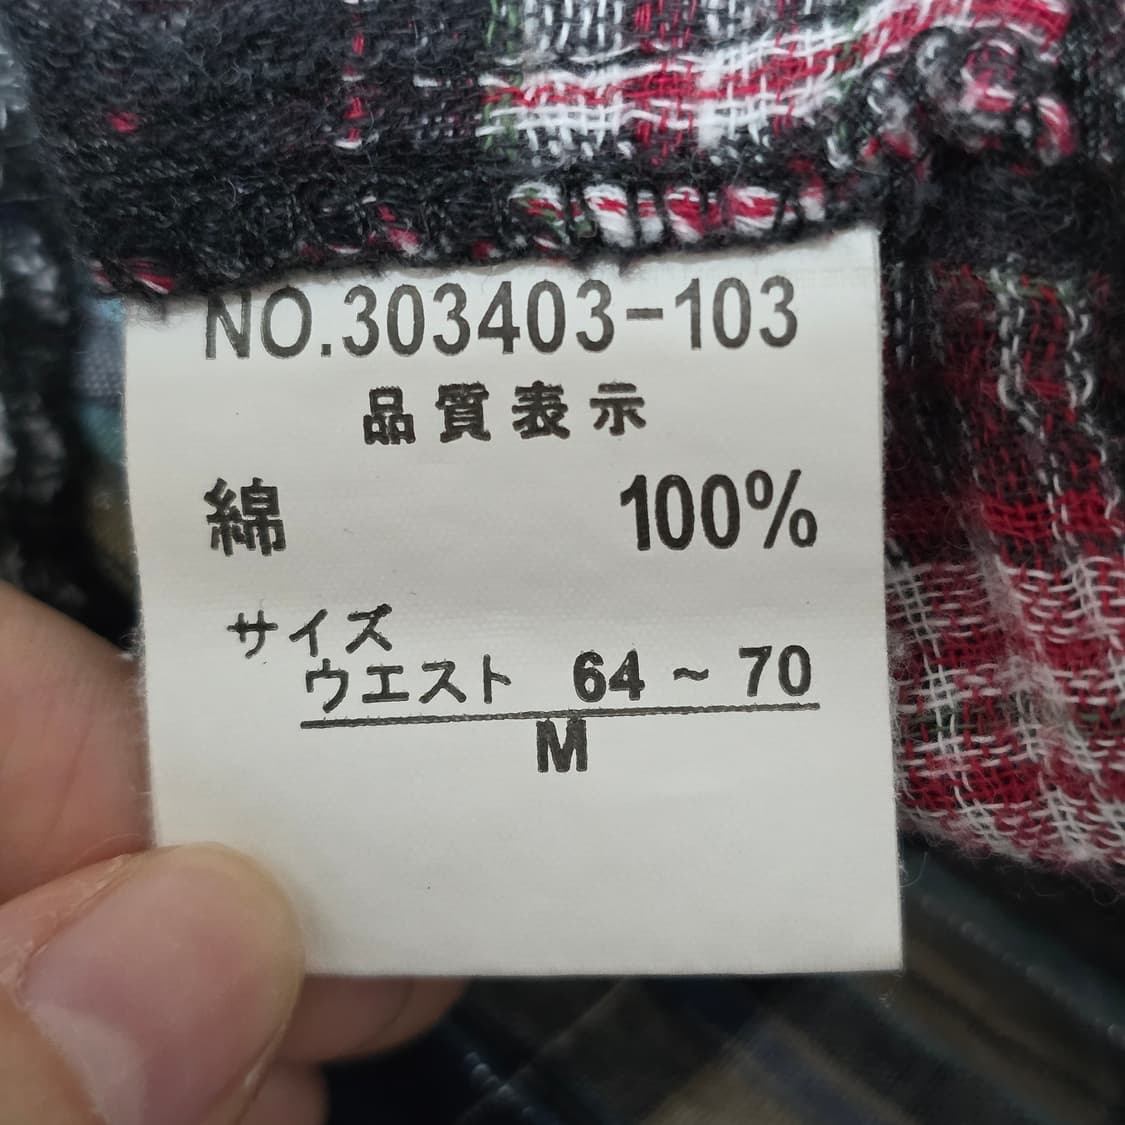 NO.303403-103
品質表示
綿 100%
サイズ
ウエスト 64 ~ 70
M